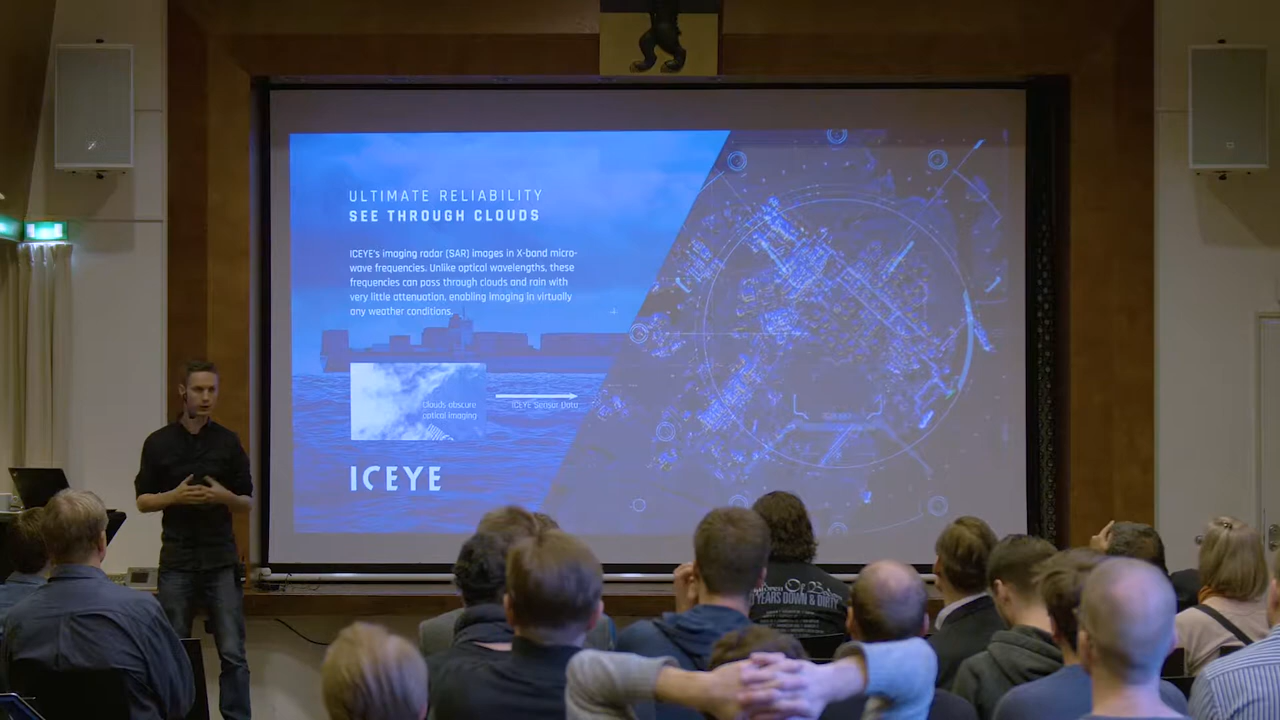 ULTIMATE RELIABILITY
SEE THROUGH CLOUDS
ICEYE's imaging radar (SAR) images in X-band micro-
wave frequencies. Unlike optical wavelengths, these
frequencies can pass through clouds and rain with
very little attenuation, enabling imaging in virtually
any weather conditions.
Clouds obscure
optical imaging
ICEYE Sensor Data
ICEYE
YEARS DOWN & DIRTY